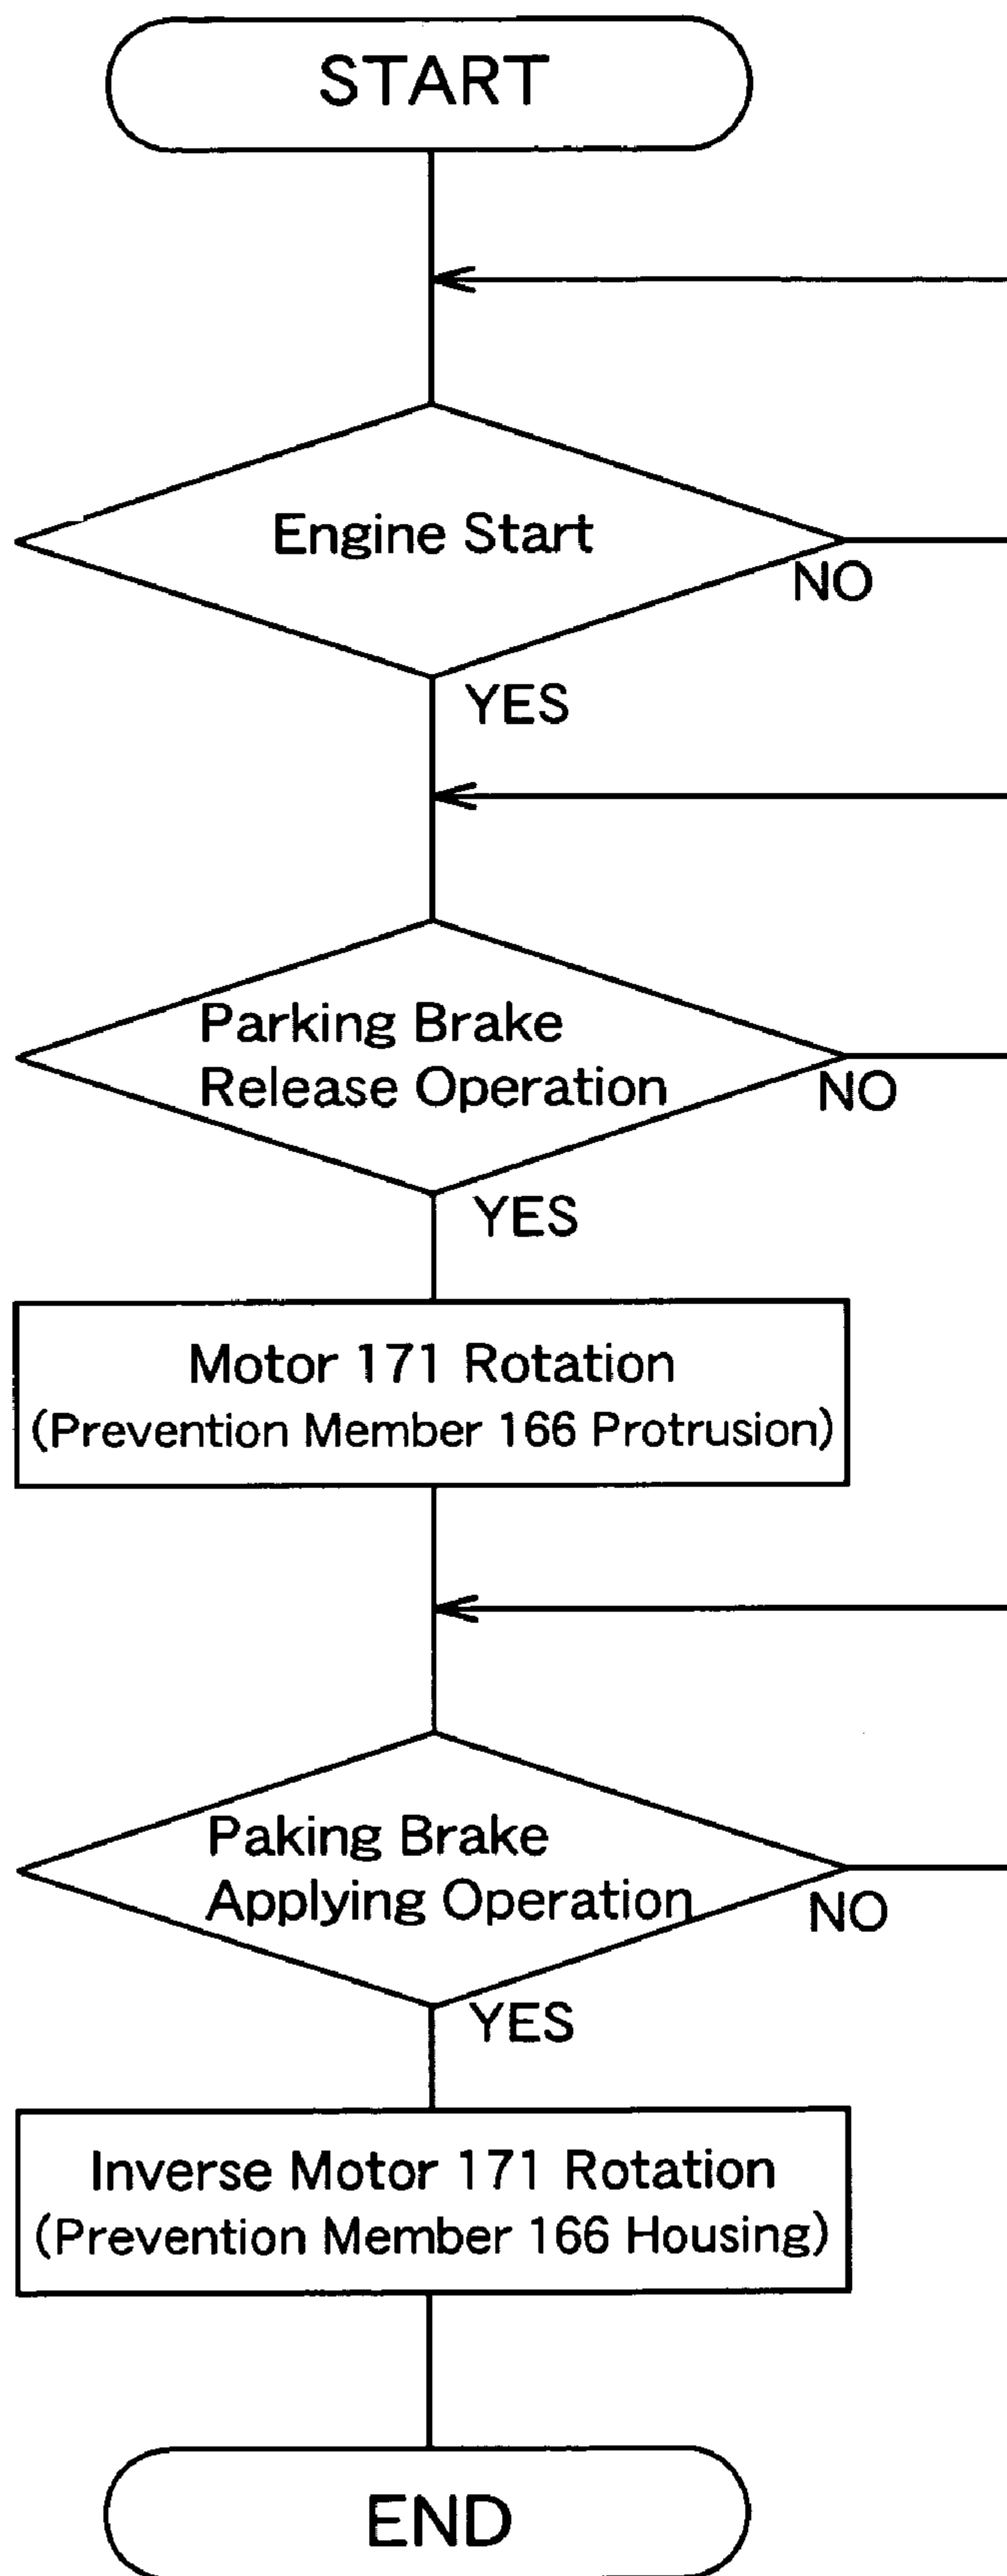 START
Engine Start
NO
YES
Parking Brake
Release Operation
NO
YES
Motor 171 Rotation
(Prevention Member 166 Protrusion)
Paking Brake
Applying Operation
NO
YES
Inverse Motor 171 Rotation
(Prevention Member 166 Housing)
END